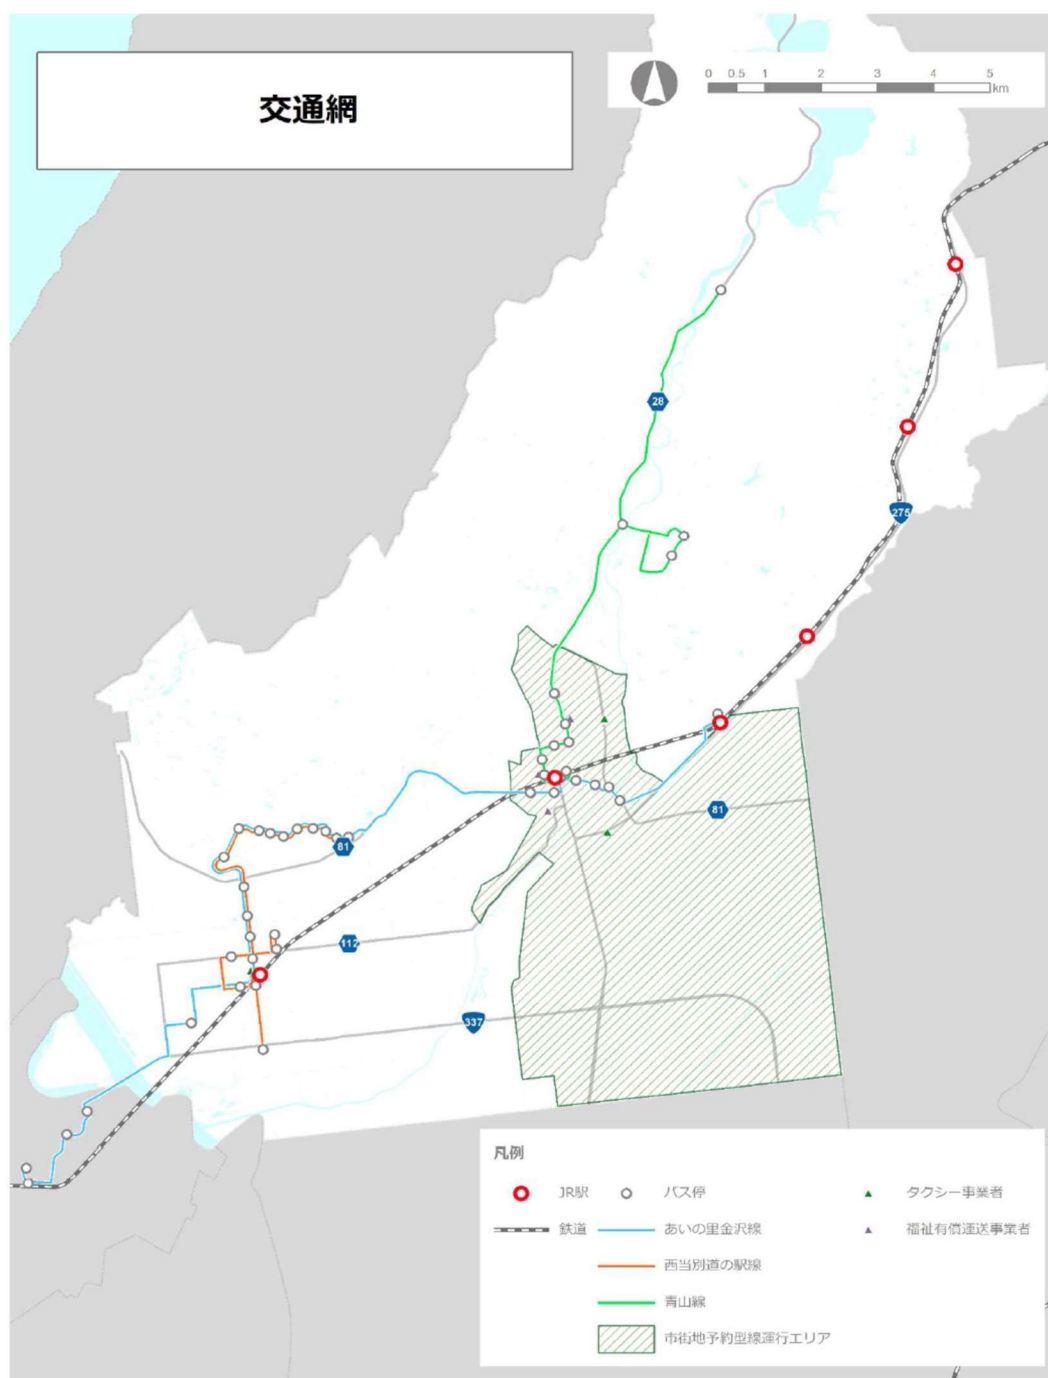 交通網
0 0.5 1 2 3 4 5
km
28
275
81
81
112
337
凡例
JR駅 バス停 タクシー事業者
鉄道 あいの里金沢線 福祉有償運送事業者
西当別道の駅線
青山線
市街地予約型線運行エリア